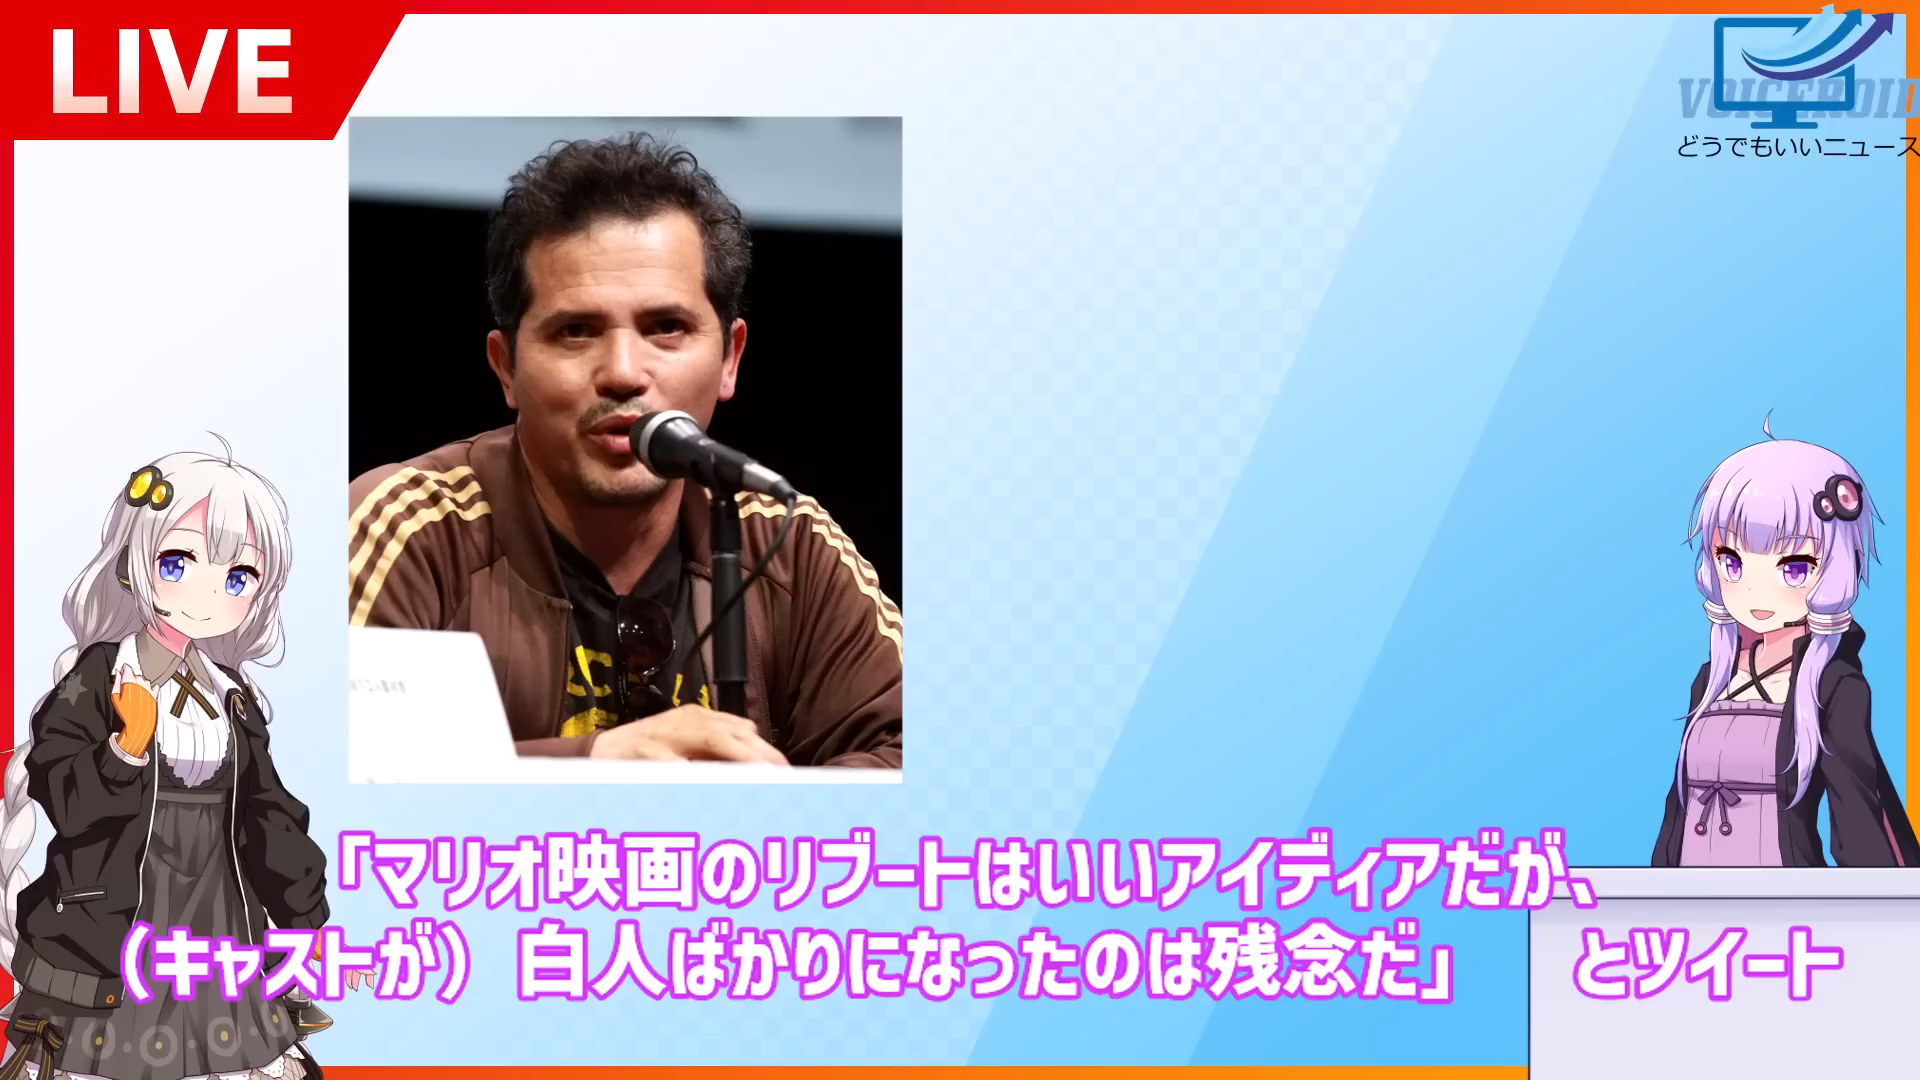 LIVE
VOICEROID
どうでもいいニュース
「マリオ映画のリブートはいいアイディアだが、
（キャストが） 白人ばかりになったのは残念だ」 とツイート